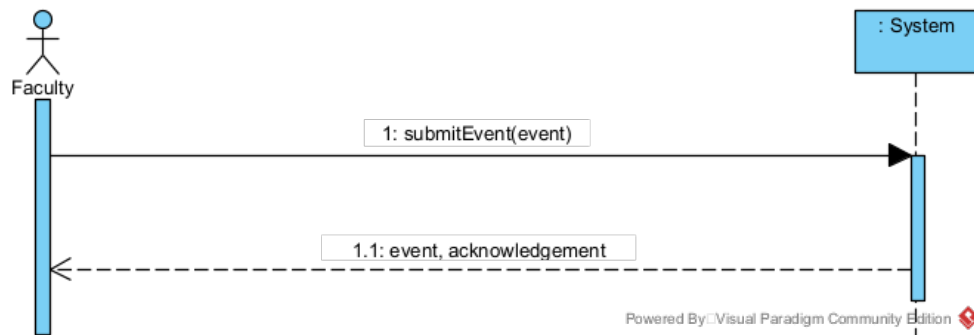 : System
Faculty
1: submitEvent(event)
1.1: event, acknowledgement
Powered By Visual Paradigm Community Edition